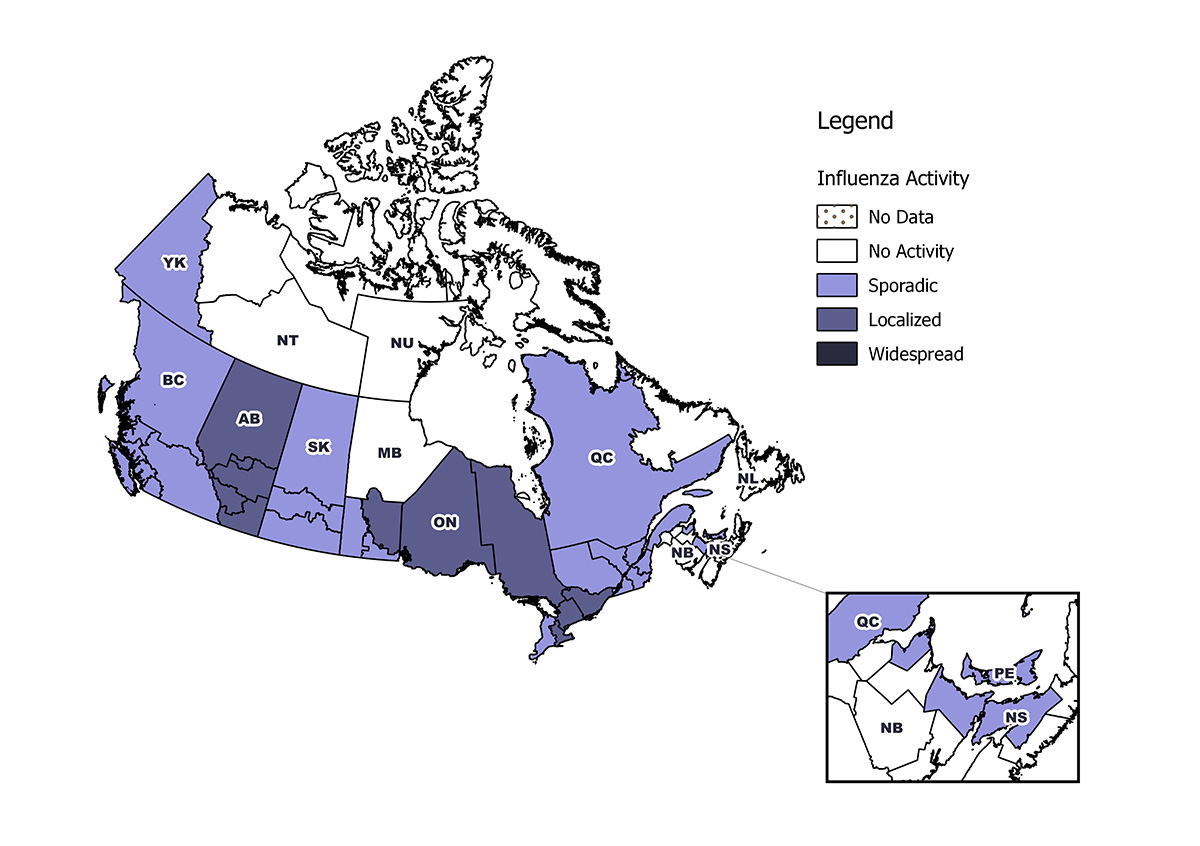 Legend
Influenza Activity
No Data
No Activity
Sporadic
Localized
Widespread
YK
NT
NU
BC
AB
SK
MB
ON
QC
NL
NB
NS
QC
PE
NS
NB